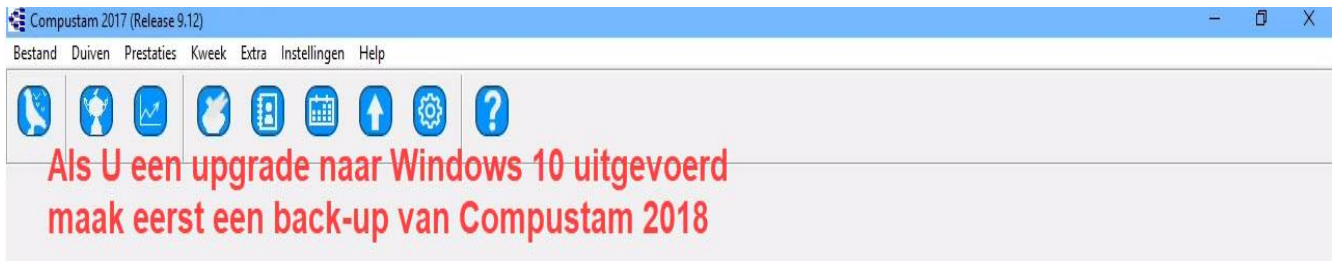 Compustam 2017 (Release 9.12)
Bestand Duiven Prestaties Kweek Extra Instellingen Help
Als U een upgrade naar Windows 10 uitgevoerd
maak eerst een back-up van Compustam 2018